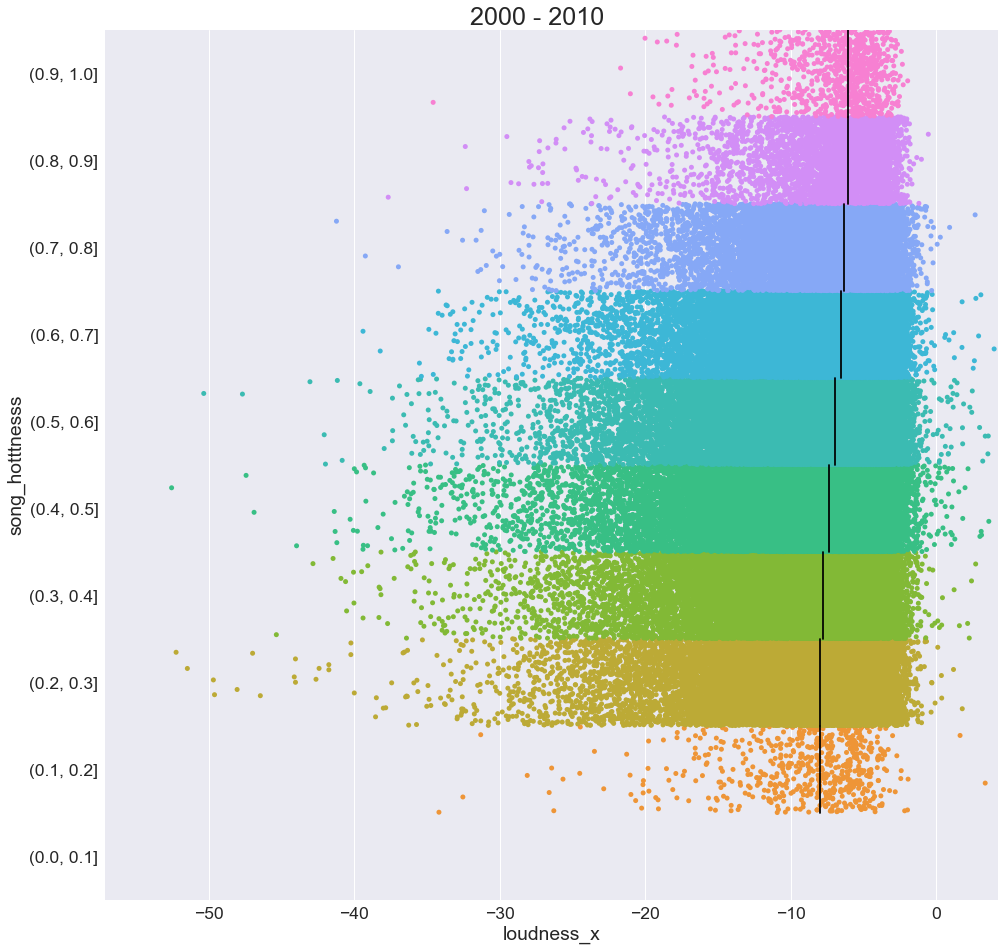 2000 - 2010
(0.9, 1.0]
(0.8, 0.9]
(0.7, 0.8]
(0.6, 0.7]
(0.5, 0.6]
(0.4, 0.5]
(0.3, 0.4]
(0.2, 0.3]
(0.1, 0.2]
(0.0, 0.1]
song_hotttnesss
−50 −40 −30 −20 −10 0
loudness_x